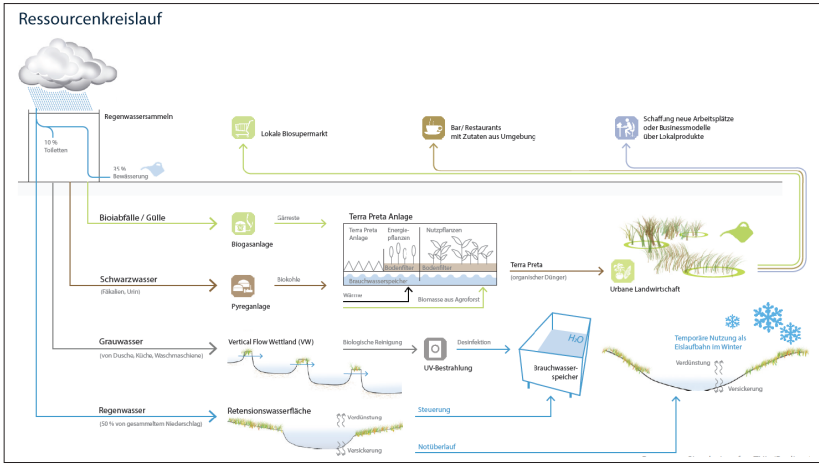 Ressourcenkreislauf
Regenwassersammeln
10 %
Toiletten
35 %
Bewässerung
Lokale Biosupermarkt
Bar/ Restaurants
mit Zutaten aus Umgebung
Schaffung neue Arbeitsplätze
oder Businessmodelle
über Lokalprodukte
Bioiabfälle / Gülle
Biogasanlage
Gärreste
Terra Preta Anlage
Terra Preta
Anlage
Energie-
pflanzen
Nutzpflanzen
Bodenfilter
Bodenfilter
Brauchwasserspeicher
Schwarzwasser
(Fäkalien, Urin)
Pyreganlage
Biokohle
Wärme
Biomasse aus Agroforst
Terra Preta
(organischer Dünger)
Urbane Landwirtschaft
Grauwasser
(von Dusche, Küche, Waschmaschiene)
Vertical Flow Wettland (VW)
Biologische Reinigung
UV-Bestrahlung
Desinfektion
H2O
Brauchwasser-
speicher
Temporäre Nutzung als
Eislaufbahn im Winter
Verdünstung
Versickerung
Regenwasser
(50 % von gesammeltem Niederschlag)
Retensionswasserfläche
Vordünstung
Versickerung
Steuerung
Notüberlauf